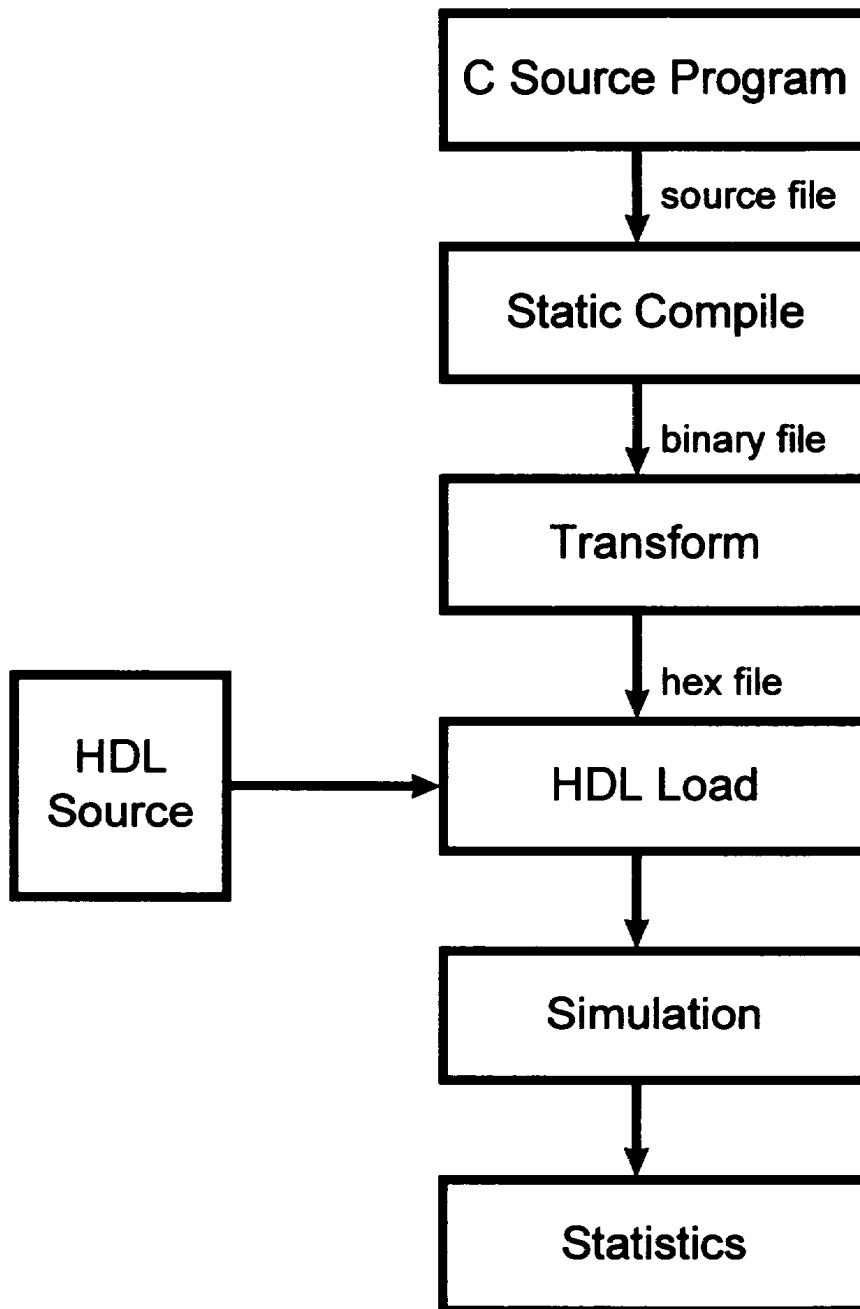 C Source Program
source file
Static Compile
binary file
Transform
hex file
HDL
Source
HDL Load
Simulation
Statistics